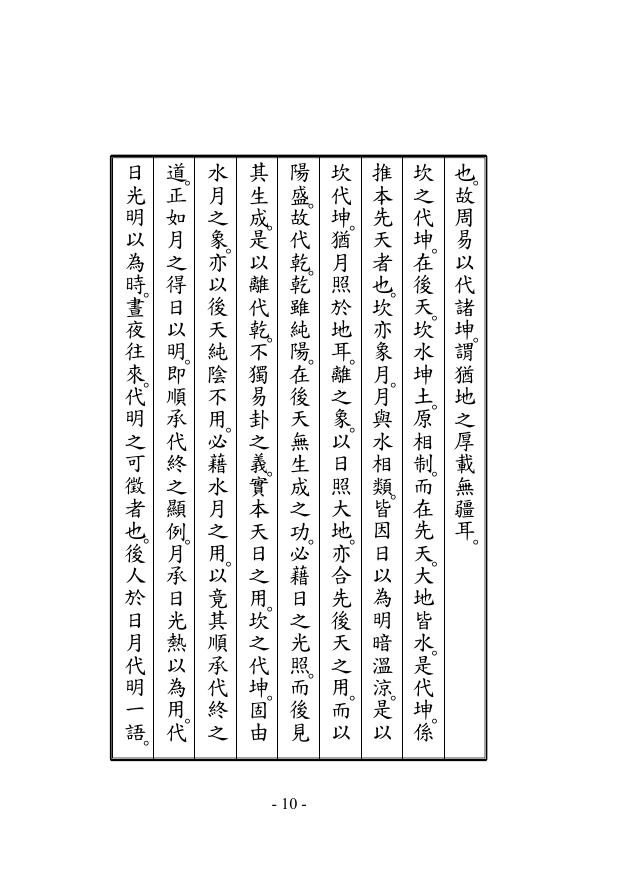 也。故周易以代諸坤。謂猶地之厚載無疆耳。
坎之代坤。在後天。坎水坤土。原相制。而在先天。大地皆水。是代坤。係
推本先天者也。坎亦象月。月與水相類。皆因日以為明暗溫涼。是以
坎代坤。猶月照於地耳。離之象。以日照大地。亦合先後天之用。而以
陽盛。故代乾。乾雖純陽。在後天無生成之功。必藉日之光照。而後見
其生成。是以離代乾。不獨易卦之義。實本天日之用。坎之代坤。固由
水月之象。亦以後天純陰不用。必藉水月之用。以竟其順承代終之
道。正如月之得日以明。即順承代終之顯例。月承日光熱以為用。代
日光明以為時。晝夜往來。代明之可徵者也。後人於日月代明一語。
- 10 -